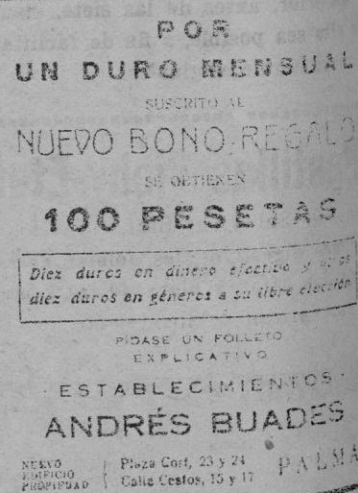 POR
UN DURO MENSUAL
SUSCRITO AL
NUEVO BONO-REGALO
SE OBTIENEN
100 PESETAS
Diez duros en dinero efectivo y otros
diez duros en géneros a su libre elección
PIDASE UN FOLLETO
EXPLICATIVO
ESTABLECIMIENTOS
ANDRÉS BUADES
NUEVO
EDIFICIO
PROPIEDAD
Plaza Cort, 23 y 24
Calle Cestos, 15 y 17
PALMA